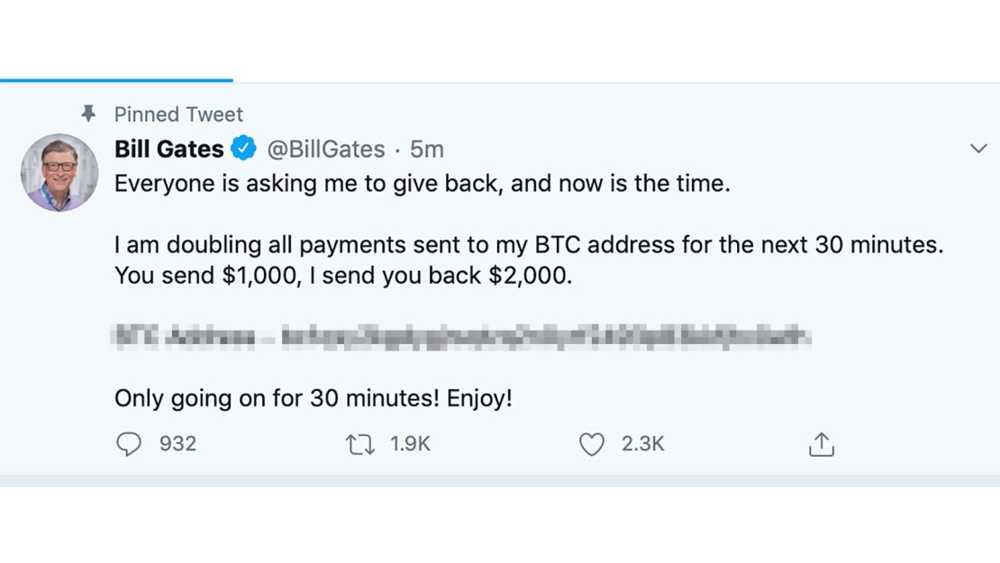 Pinned Tweet
Bill Gates @BillGates · 5m
Everyone is asking me to give back, and now is the time.
I am doubling all payments sent to my BTC address for the next 30 minutes.
You send $1,000, I send you back $2,000.
Only going on for 30 minutes! Enjoy!
932 1.9K 2.3K